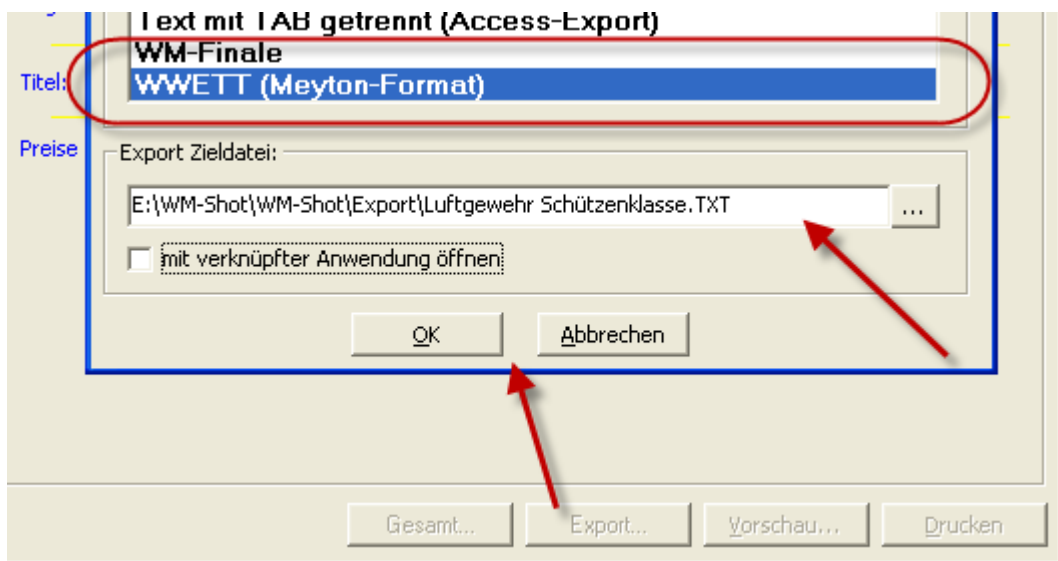 Text mit TAB getrennt (Access-Export)
WM-Finale
Titel:
WWETT (Meyton-Format)
Preise
Export Zieldatei:
E:\WM-Shot\WM-Shot\Export\Luftgewehr Schützenklasse.TXT
...
mit verknüpfter Anwendung öffnen
OK
Abbrechen
Gesamt...
Export...
Vorschau...
Drucken